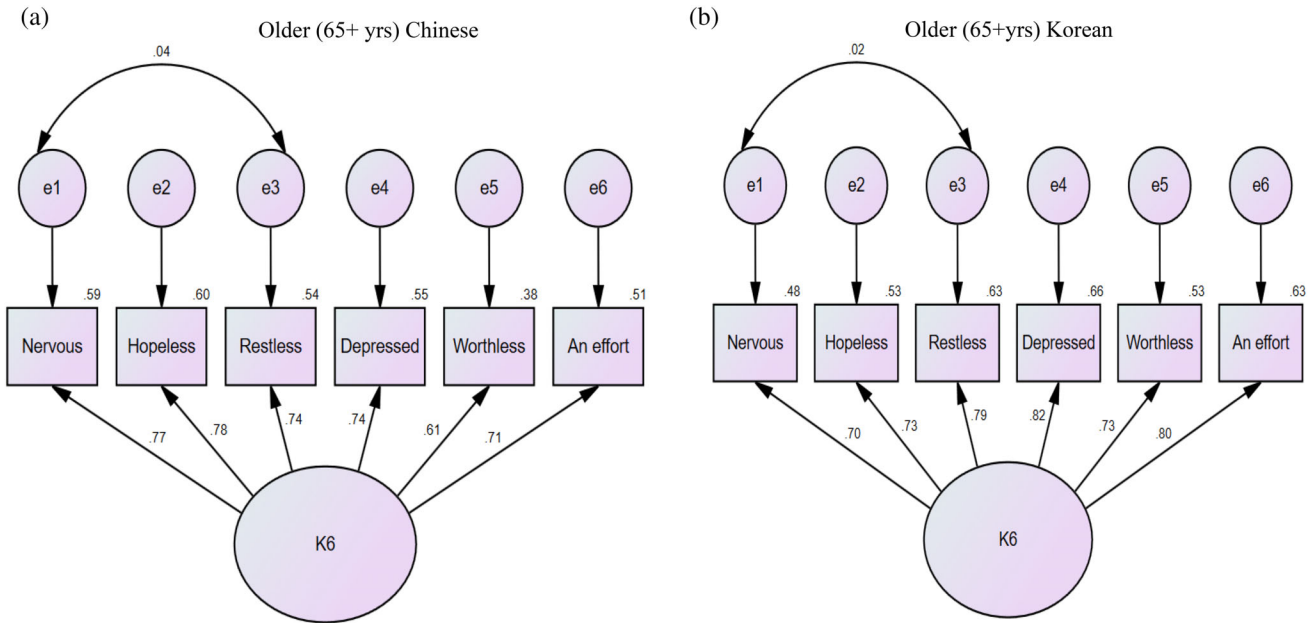 (a)
Older (65+ yrs) Chinese
.04
e1 e2 e3 e4 e5 e6
.59 .60 .54 .55 .38 .51
Nervous Hopeless Restless Depressed Worthless An effort
.77 .78 .74 .74 .61 .71
K6
(b)
Older (65+yrs) Korean
.02
e1 e2 e3 e4 e5 e6
.48 .53 .63 .66 .53 .63
Nervous Hopeless Restless Depressed Worthless An effort
.70 .73 .79 .82 .73 .80
K6